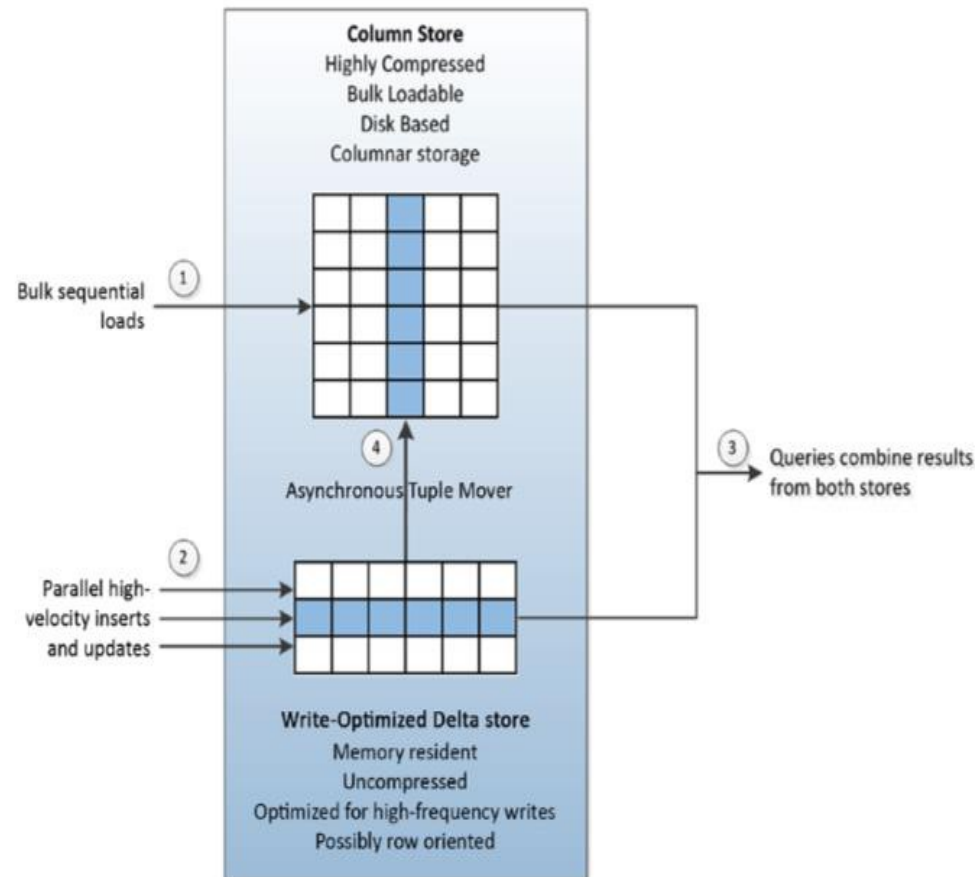 Column Store
Highly Compressed
Bulk Loadable
Disk Based
Columnar storage
1
Bulk sequential
loads
4
Asynchronous Tuple Mover
3
Queries combine results
from both stores
2
Parallel high-
velocity inserts
and updates
Write-Optimized Delta store
Memory resident
Uncompressed
Optimized for high-frequency writes
Possibly row oriented